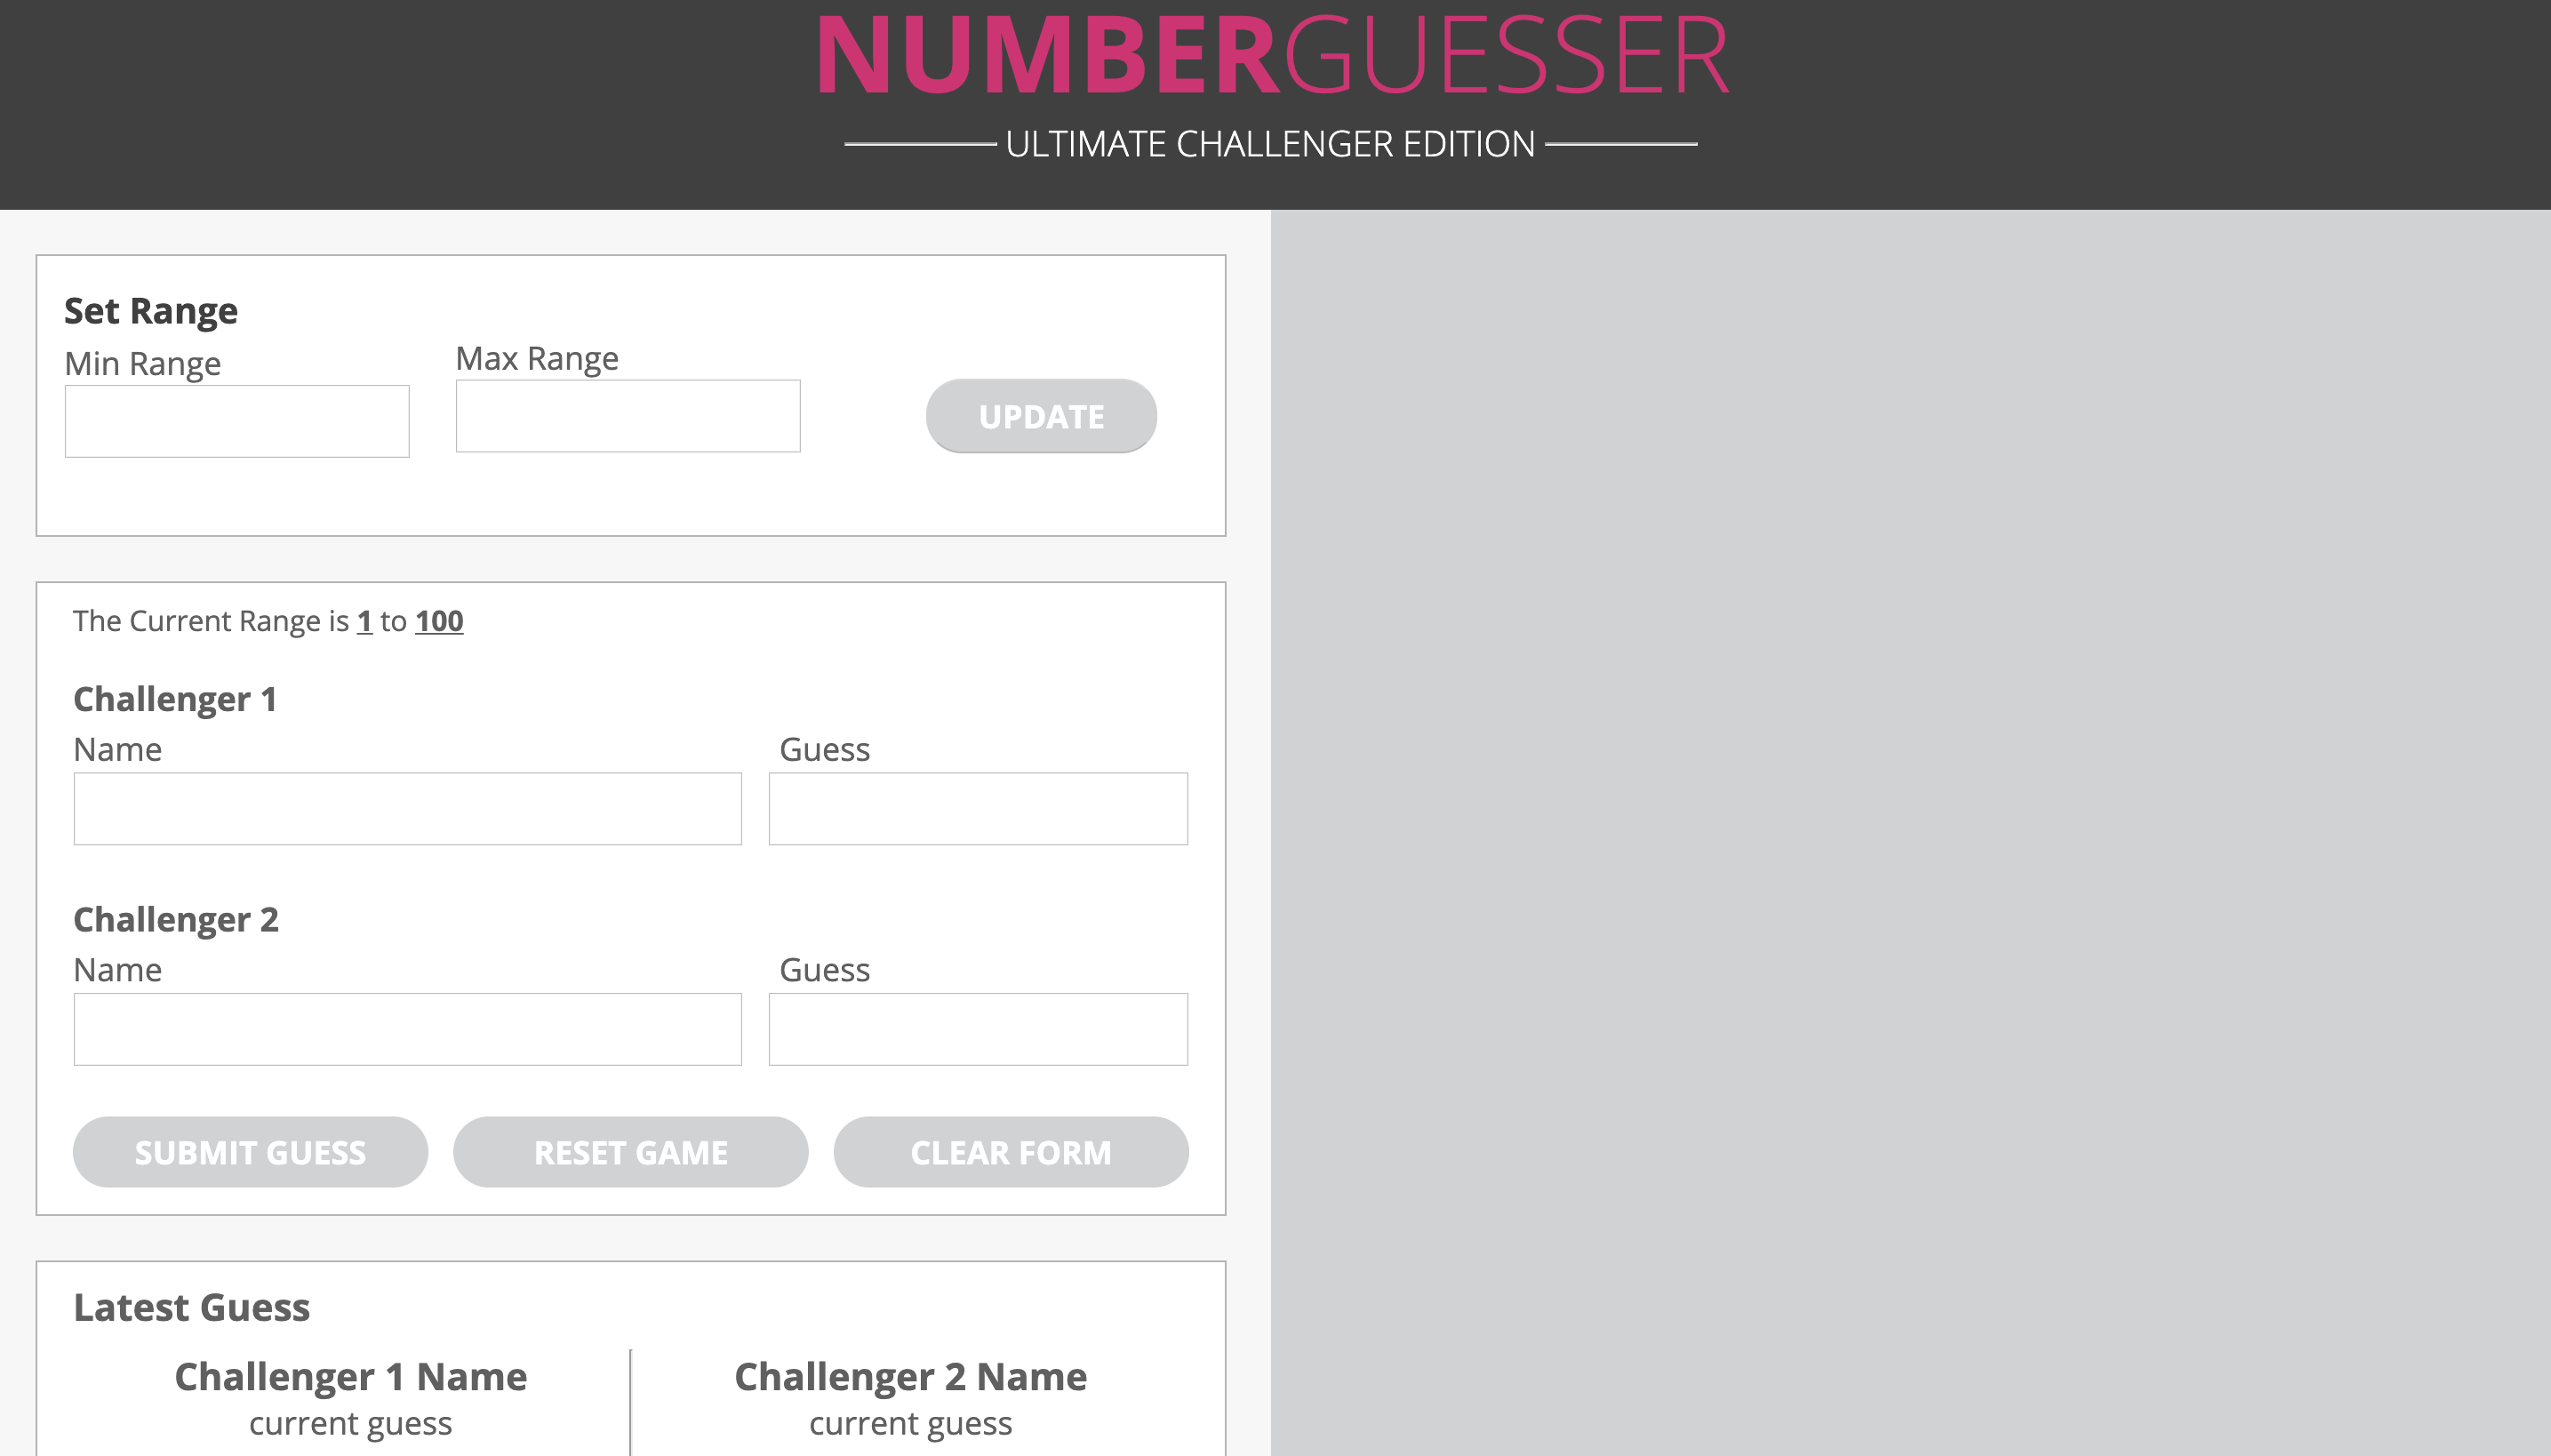 NUMBERGUESSER
ULTIMATE CHALLENGER EDITION
Set Range
Min Range Max Range
UPDATE
The Current Range is 1 to 100
Challenger 1
Name Guess
Challenger 2
Name Guess
SUBMIT GUESS RESET GAME CLEAR FORM
Latest Guess
Challenger 1 Name Challenger 2 Name
current guess current guess